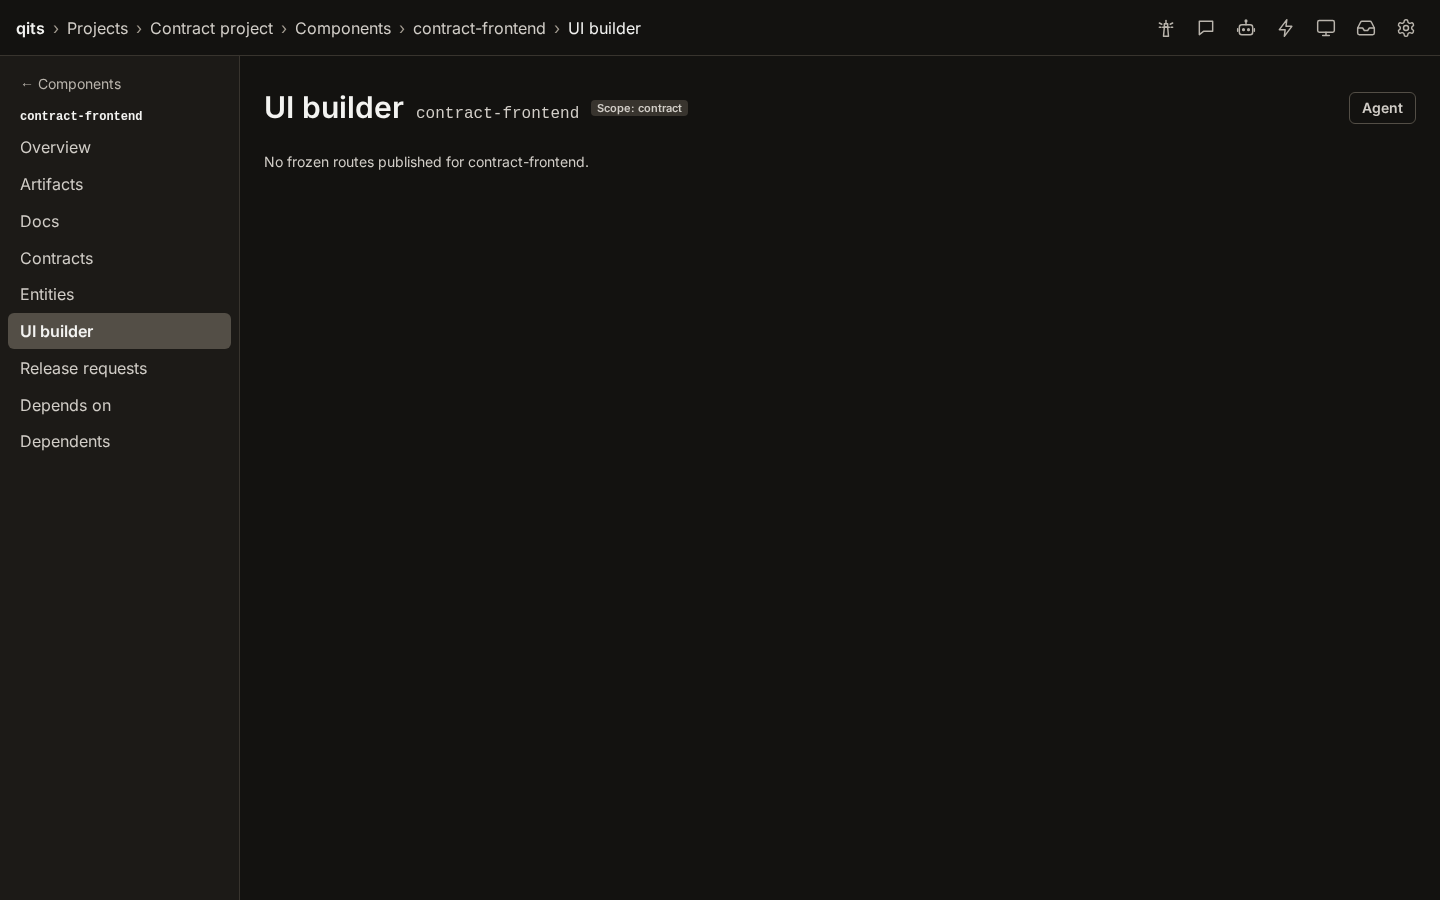 qits › Projects › Contract project › Components › contract-frontend › UI builder
← Components
contract-frontend
Overview
Artifacts
Docs
Contracts
Entities
UI builder
Release requests
Depends on
Dependents
UI builder contract-frontend Scope: contract
Agent
No frozen routes published for contract-frontend.